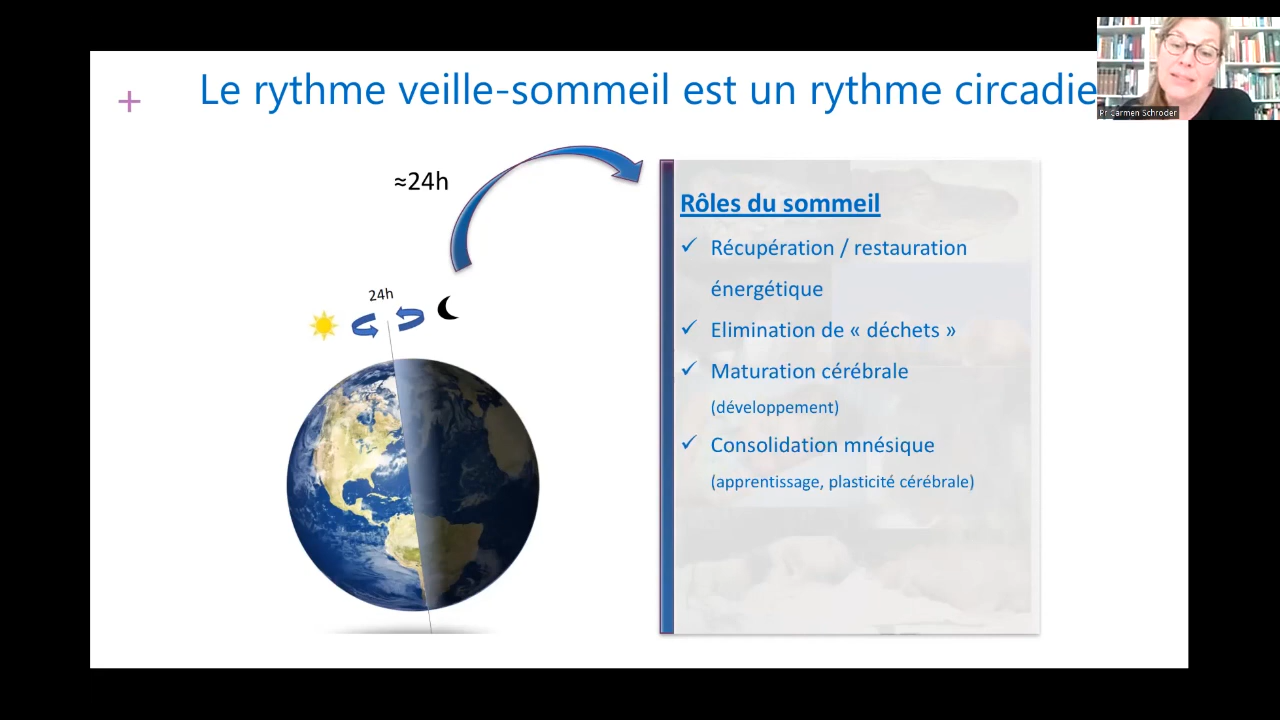 + Le rythme veille-sommeil est un rythme circadie
Pr Carmen Schroder
≈24h
24h
Rôles du sommeil
✓ Récupération / restauration
énergétique
✓ Elimination de « déchets »
✓ Maturation cérébrale
(développement)
✓ Consolidation mnésique
(apprentissage, plasticité cérébrale)